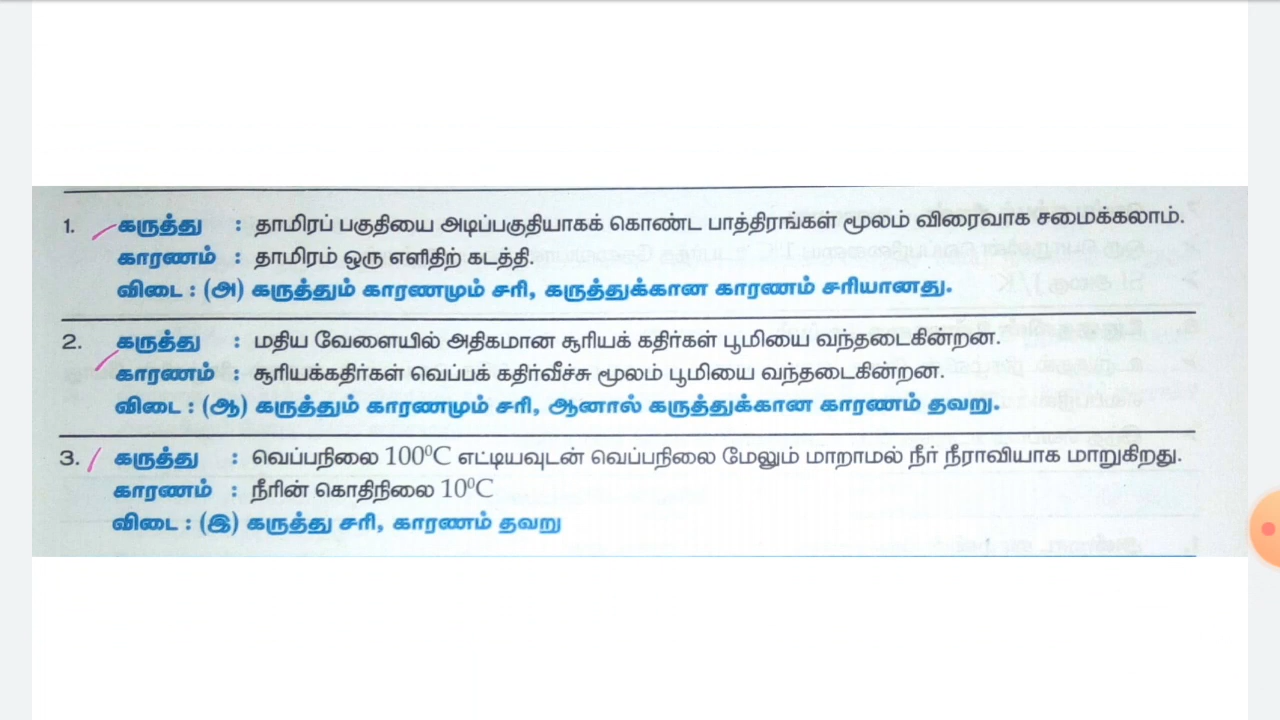 1. கருத்து : தாமிரப் பகுதியை அடிப்பகுதியாகக் கொண்ட பாத்திரங்கள் மூலம் விரைவாக சமைக்கலாம்.
காரணம் : தாமிரம் ஒரு எளிதிற் கடத்தி.
விடை : (அ) கருத்தும் காரணமும் சரி, கருத்துக்கான காரணம் சரியானது.
2. கருத்து : மதிய வேளையில் அதிகமான சூரியக் கதிர்கள் பூமியை வந்தடைகின்றன.
காரணம் : சூரியக்கதிர்கள் வெப்பக் கதிர்வீச்சு மூலம் பூமியை வந்தடைகின்றன.
விடை : (ஆ) கருத்தும் காரணமும் சரி, ஆனால் கருத்துக்கான காரணம் தவறு.
3. கருத்து : வெப்பநிலை 100⁰C எட்டியவுடன் வெப்பநிலை மேலும் மாறாமல் நீர் நீராவியாக மாறுகிறது.
காரணம் : நீரின் கொதிநிலை 10⁰C
விடை : (இ) கருத்து சரி, காரணம் தவறு